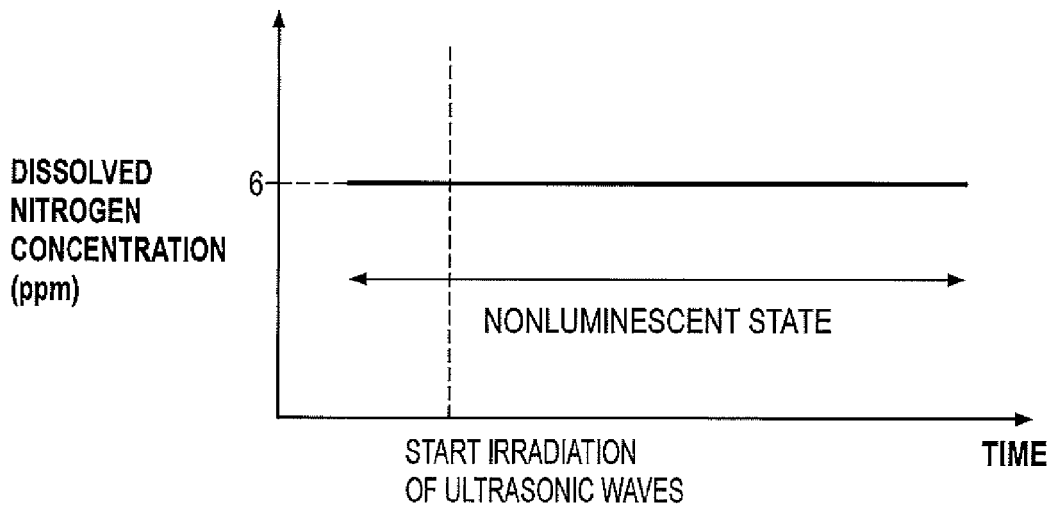 DISSOLVED
NITROGEN
CONCENTRATION
(ppm)
6
NONLUMINESCENT STATE
START IRRADIATION
OF ULTRASONIC WAVES
TIME